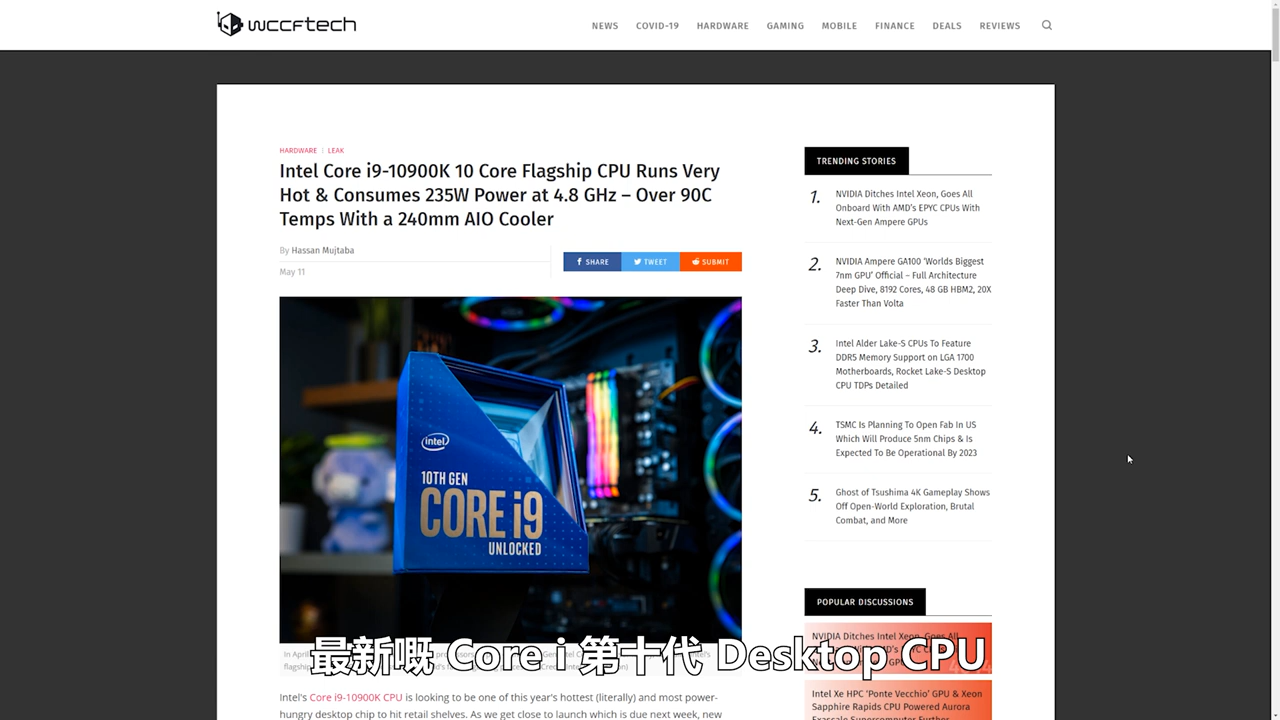 wccftech
NEWS COVID-19 HARDWARE GAMING MOBILE FINANCE DEALS REVIEWS
HARDWARE | LEAK
Intel Core i9-10900K 10 Core Flagship CPU Runs Very
Hot & Consumes 235W Power at 4.8 GHz – Over 90C
Temps With a 240mm AIO Cooler
By Hassan Mujtaba
May 11
SHARE TWEET SUBMIT
intel
10TH GEN
CORE i9
UNLOCKED
Intel's Core i9-10900K CPU is looking to be one of this year's hottest (literally) and most power-
hungry desktop chip to hit retail shelves. As we get close to launch which is due next week, new
TRENDING STORIES
1. NVIDIA Ditches Intel Xeon, Goes All
Onboard With AMD's EPYC CPUs With
Next-Gen Ampere GPUs
2. NVIDIA Ampere GA100 'Worlds Biggest
7nm GPU' Official – Full Architecture
Deep Dive, 8192 Cores, 48 GB HBM2, 20X
Faster Than Volta
3. Intel Alder Lake-S CPUs To Feature
DDR5 Memory Support on LGA 1700
Motherboards, Rocket Lake-S Desktop
CPU TDPs Detailed
4. TSMC Is Planning To Open Fab In US
Which Will Produce 5nm Chips & Is
Expected To Be Operational By 2023
5. Ghost of Tsushima 4K Gameplay Shows
Off Open-World Exploration, Brutal
Combat, and More
POPULAR DISCUSSIONS
NVIDIA Ditches Intel Xeon, Goes All
Intel Xe HPC 'Ponte Vecchio' GPU & Xeon
Sapphire Rapids CPU Powered Aurora
Exascale Supercomputer Further
最新嘅 Core i 第十代 Desktop CPU